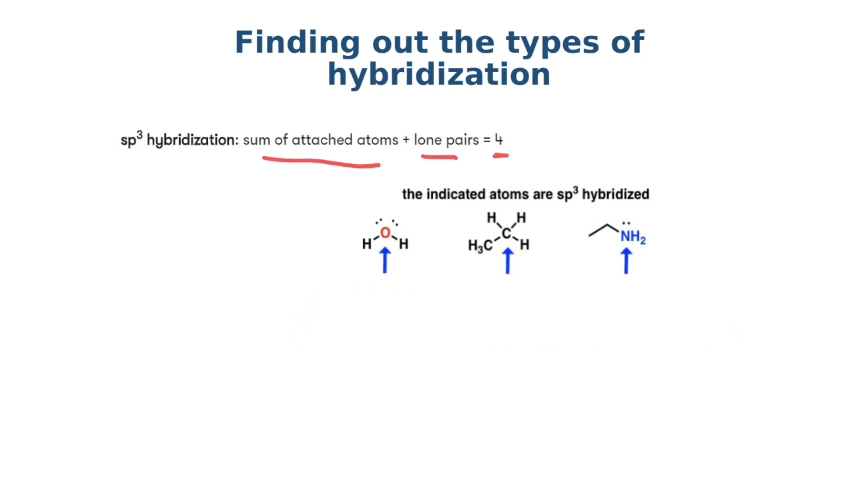 Finding out the types of
hybridization
sp³ hybridization: sum of attached atoms + lone pairs = 4
the indicated atoms are sp³ hybridized
H H
O C NH₂
H H H₃C H